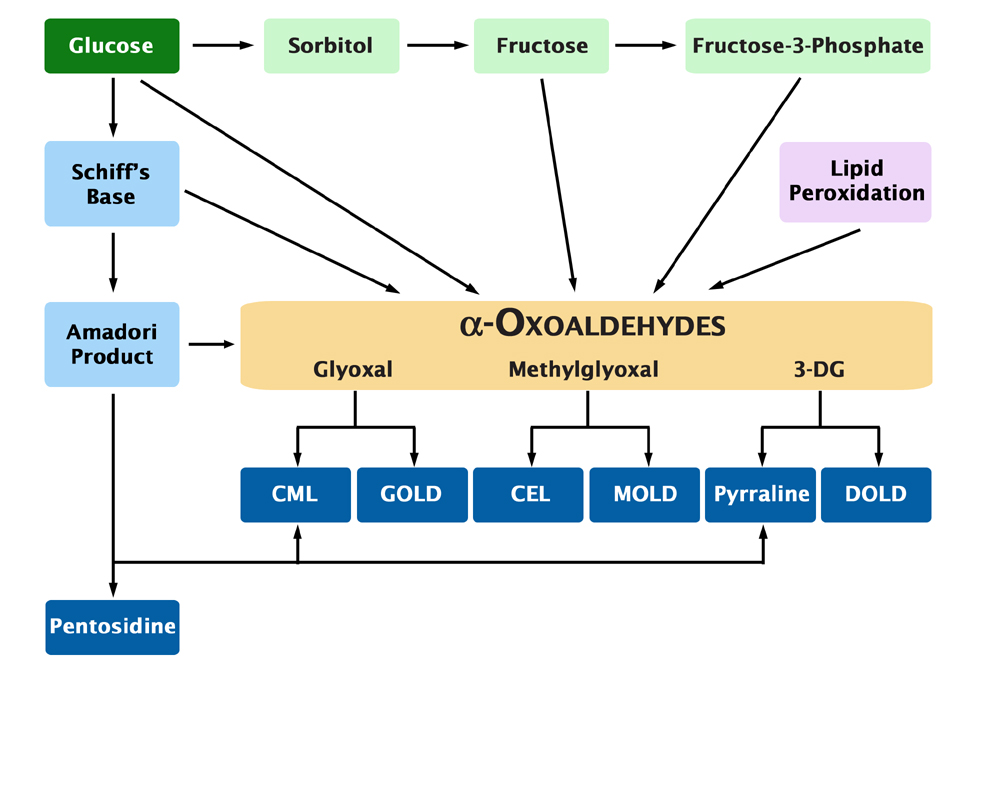 Glucose
Sorbitol
Fructose
Fructose-3-Phosphate
Schiff’s
Base
Lipid
Peroxidation
Amadori
Product
α-OXOALDEHYDES
Glyoxal
Methylglyoxal
3-DG
CML
GOLD
CEL
MOLD
Pyrraline
DOLD
Pentosidine